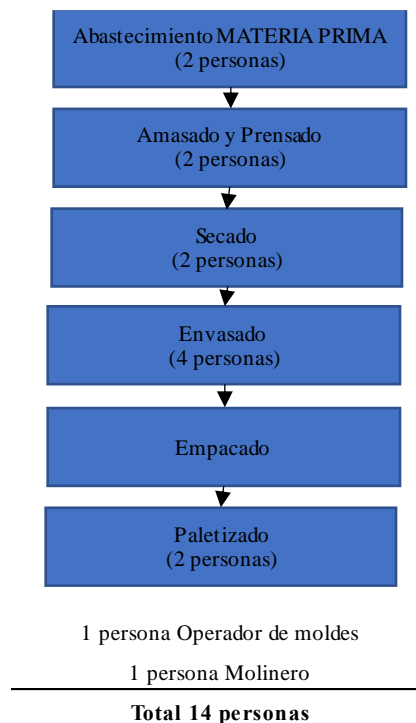 Abastecimiento MATERIA PRIMA
(2 personas)
Amasado y Prensado
(2 personas)
Secado
(2 personas)
Envasado
(4 personas)
Empacado
Paletizado
(2 personas)
1 persona Operador de moldes
1 persona Molinero
Total 14 personas